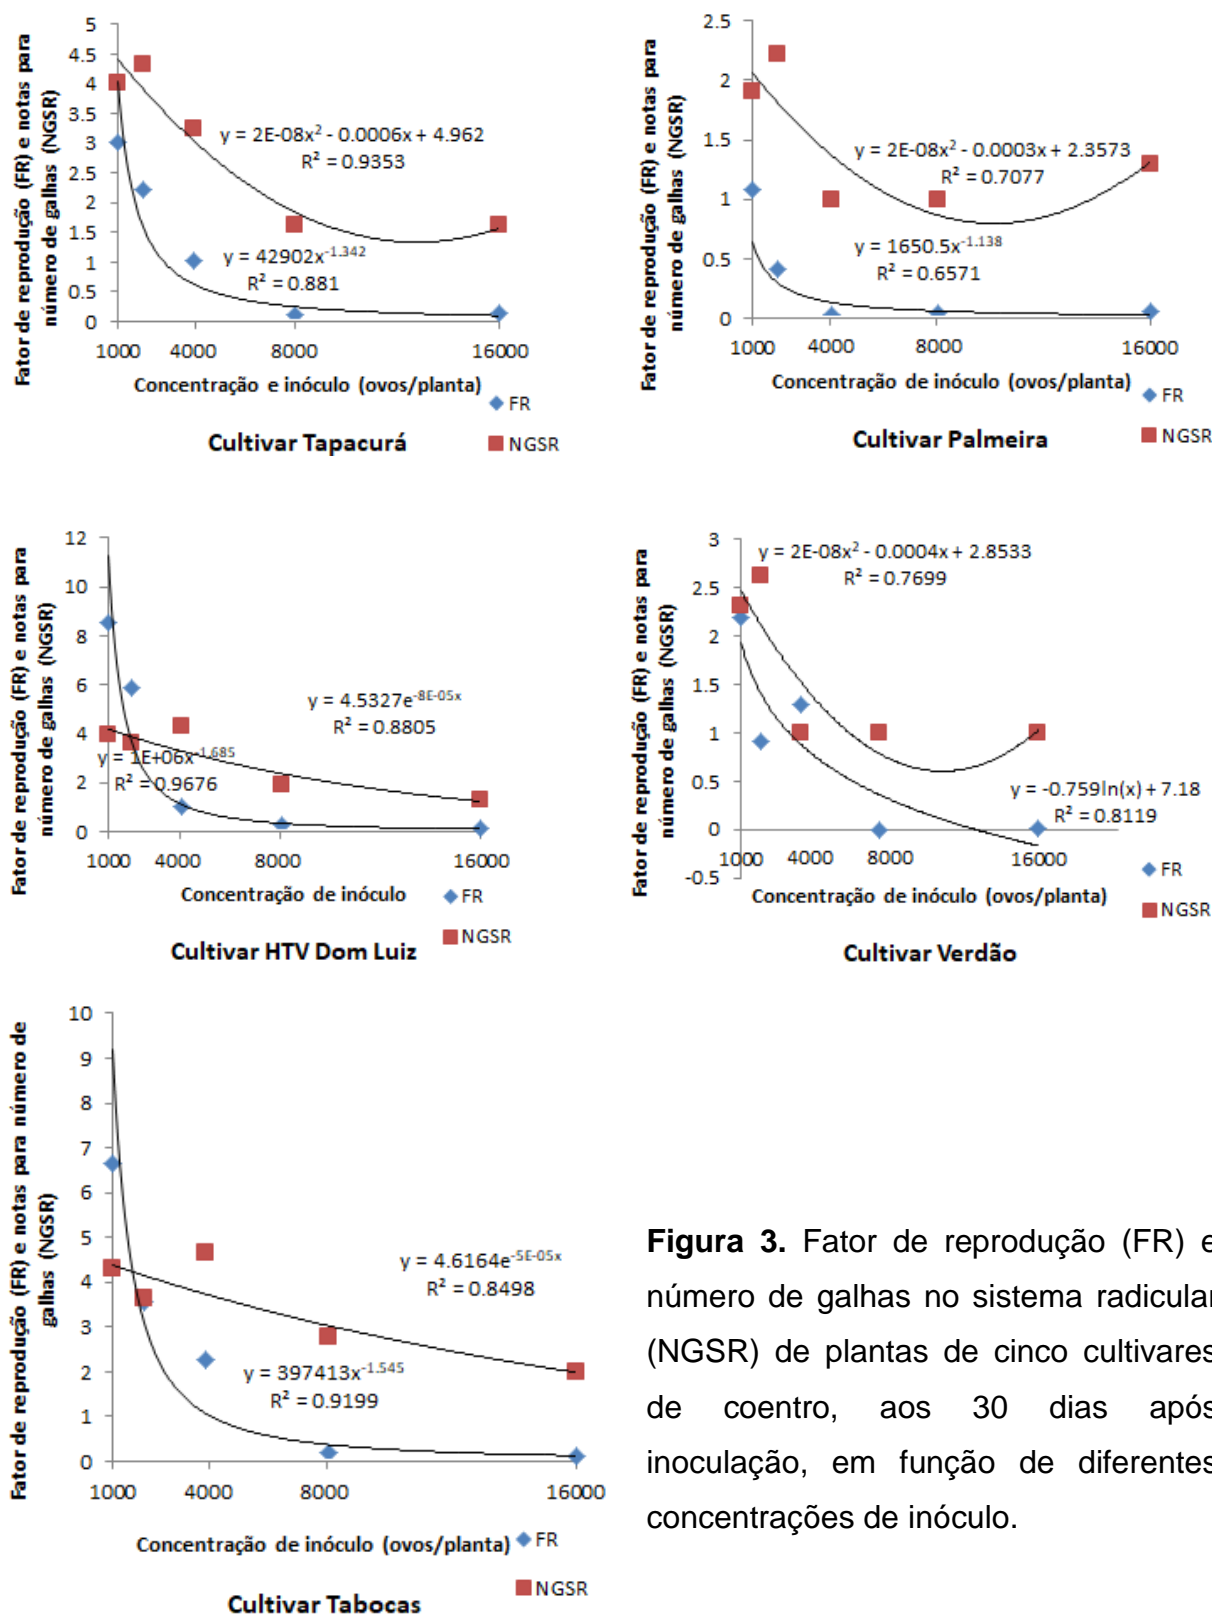 Fator de reprodução (FR) e notas para
número de galhas (NGSR)
5
4.5
4
3.5
3
2.5
2
1.5
1
0.5
0
y = 2E-08x² - 0.0006x + 4.962
R² = 0.9353
y = 42902x^-1.342
R² = 0.881
1000 4000 8000 16000
Concentração e inóculo (ovos/planta)
FR
NGSR
Cultivar Tapacurá
Fator de reprodução (FR) e notas para
número de galhas (NGSR)
2.5
2
1.5
1
0.5
0
y = 2E-08x² - 0.0003x + 2.3573
R² = 0.7077
y = 1650.5x^-1.138
R² = 0.6571
1000 4000 8000 16000
Concentração de inóculo (ovos/planta)
FR
NGSR
Cultivar Palmeira
Fator de reprodução (FR) e notas para
número de galhas (NGSR)
12
10
8
6
4
2
0
y = 4.5327e^-8E-05x
R² = 0.8805
y = 1E+06x^-1.685
R² = 0.9676
1000 4000 8000 16000
Concentração de inóculo
FR
NGSR
Cultivar HTV Dom Luiz
Fator de reprodução (FR) e notas para
número de galhas (NGSR)
3
2.5
2
1.5
1
0.5
0
-0.5
y = 2E-08x² - 0.0004x + 2.8533
R² = 0.7699
y = -0.759ln(x) + 7.18
R² = 0.8119
1000 4000 8000 16000
Concentração de inóculo (ovos/planta)
FR
NGSR
Cultivar Verdão
Fator de reprodução (FR) e notas para número de
galhas (NGSR)
10
9
8
7
6
5
4
3
2
1
0
y = 4.6164e^-5E-05x
R² = 0.8498
y = 397413x^-1.545
R² = 0.9199
1000 4000 8000 16000
Concentração de inóculo (ovos/planta)
FR
NGSR
Cultivar Tabocas
Figura 3. Fator de reprodução (FR) e
número de galhas no sistema radicular
(NGSR) de plantas de cinco cultivares
de coentro, aos 30 dias após
inoculação, em função de diferentes
concentrações de inóculo.